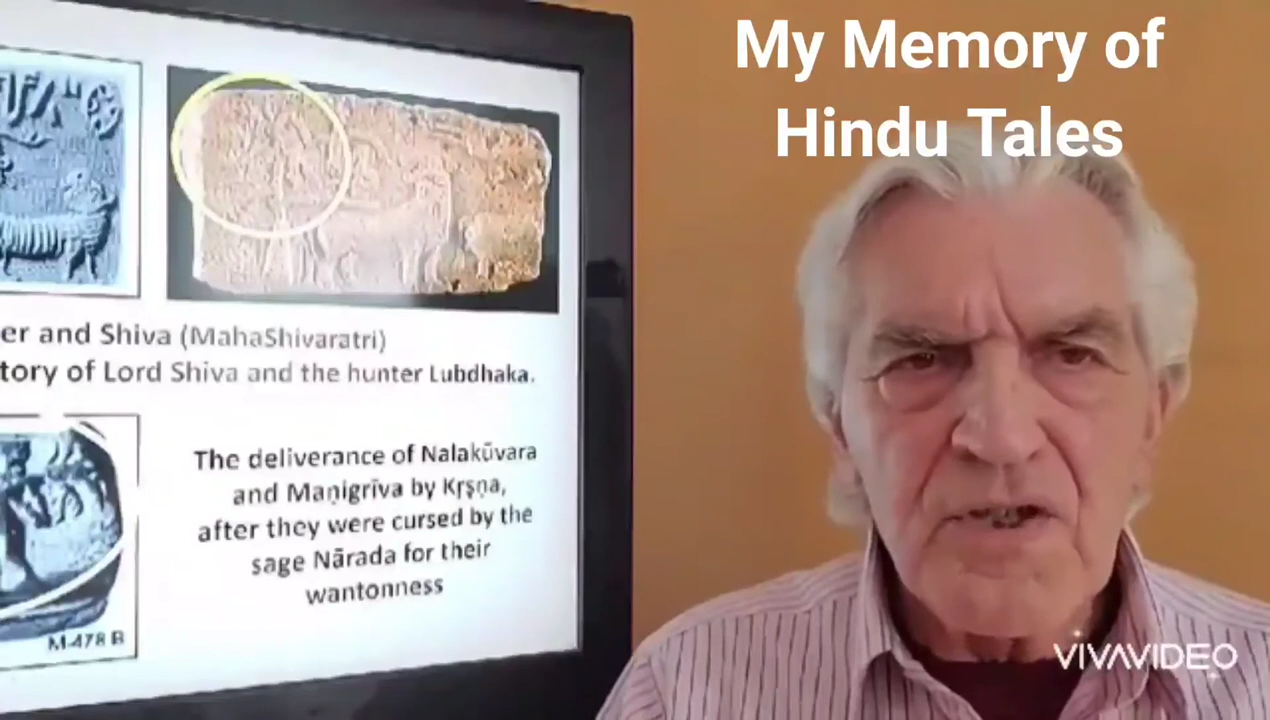 My Memory of
Hindu Tales
er and Shiva (MahaShivaratri)
tory of Lord Shiva and the hunter Lubdhaka.
The deliverance of Nalakūvara
and Maṇigrīva by Kṛṣṇa,
after they were cursed by the
sage Nārada for their
wantonness
M-478 B
VIVAVIDEO